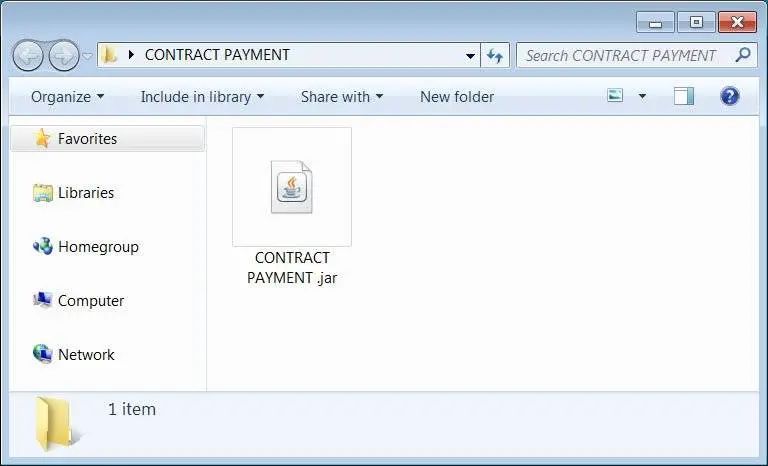 CONTRACT PAYMENT
Search CONTRACT PAYMENT
Organize
Include in library
Share with
New folder
?
Favorites
Libraries
Homegroup
Computer
Network
CONTRACT
PAYMENT .jar
1 item